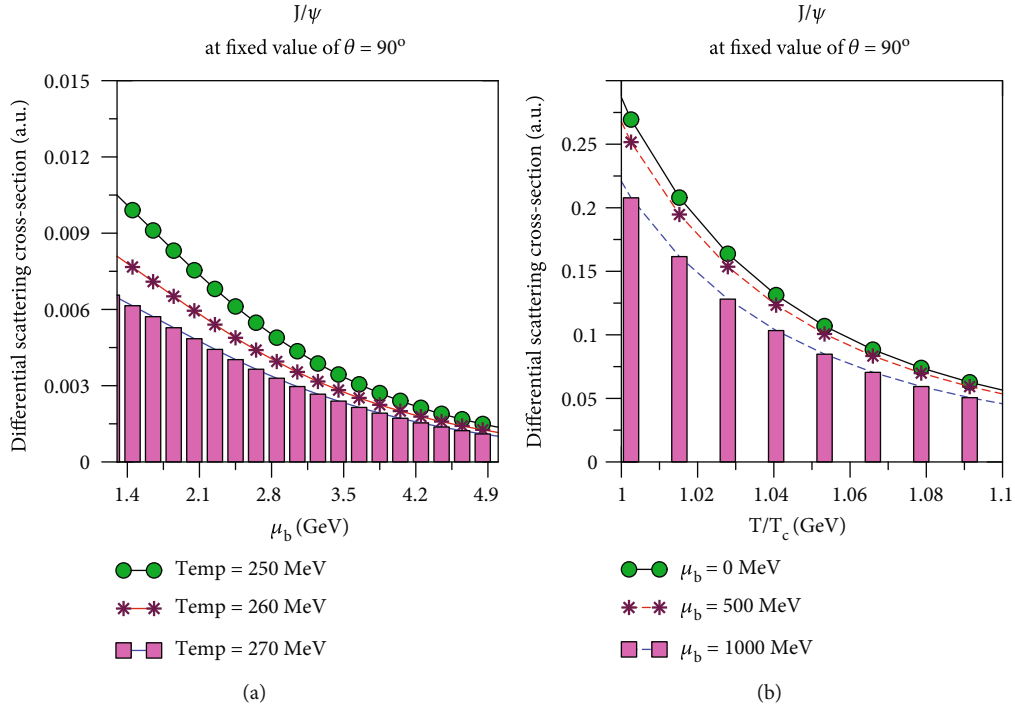 J/ψ
at fixed value of θ = 90°
Differential scattering cross-section (a.u.)
0.015
0.012
0.009
0.006
0.003
0
1.4 2.1 2.8 3.5 4.2 4.9
μb (GeV)
Temp = 250 MeV
Temp = 260 MeV
Temp = 270 MeV
(a)
J/ψ
at fixed value of θ = 90°
Differential scattering cross-section (a.u.)
0.25
0.2
0.15
0.1
0.05
0
1 1.02 1.04 1.06 1.08 1.1
T/Tc (GeV)
μb = 0 MeV
μb = 500 MeV
μb = 1000 MeV
(b)